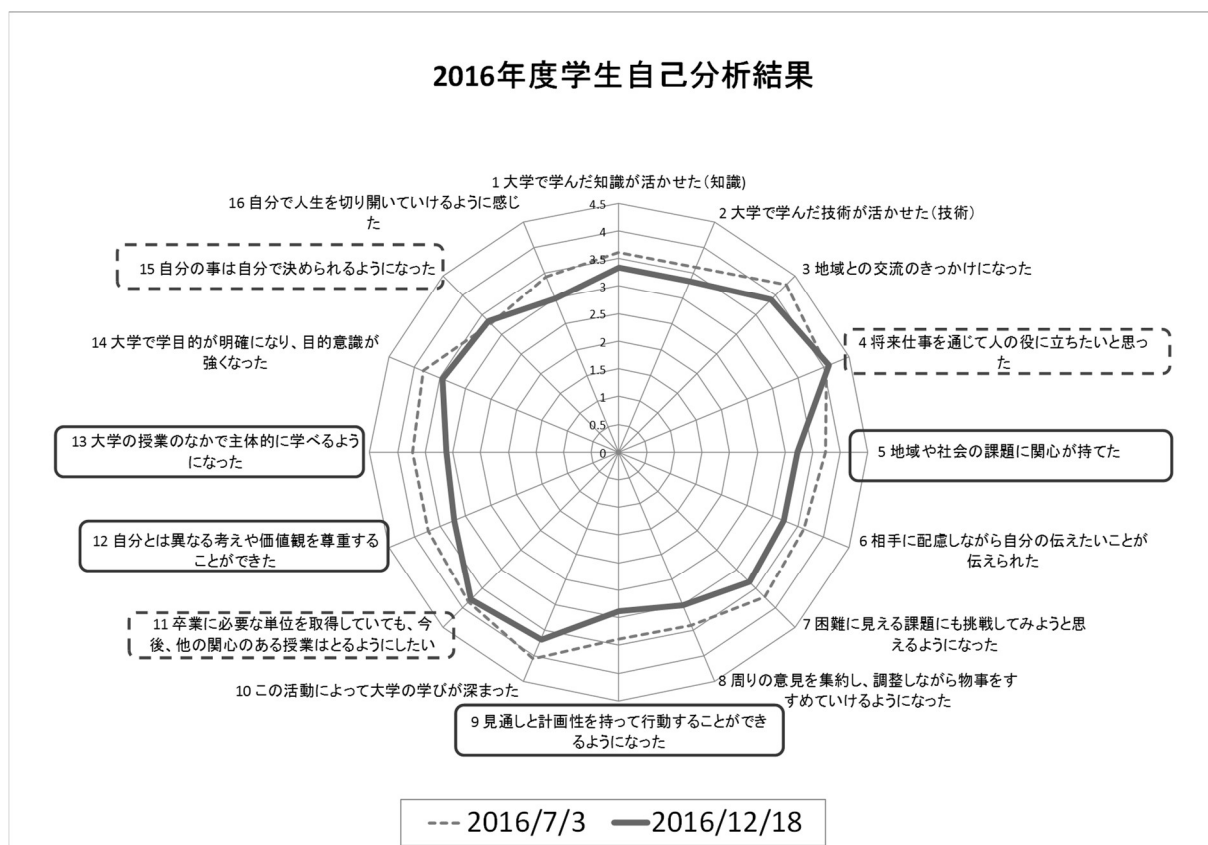 2016年度学生自己分析結果
1 大学で学んだ知識が活かせた（知識)
2 大学で学んだ技術が活かせた（技術）
3 地域との交流のきっかけになった
4 将来仕事を通じて人の役に立ちたいと思っ
た
5 地域や社会の課題に関心が持てた
6 相手に配慮しながら自分の伝えたいことが
伝えられた
7 困難に見える課題にも挑戦してみようと思
えるようになった
8 周りの意見を集約し、調整しながら物事をす
すめていけるようになった
9 見通しと計画性を持って行動することができ
るようになった
10 この活動によって大学の学びが深まった
11 卒業に必要な単位を取得していても、今
後、他の関心のある授業はとるようにしたい
12 自分とは異なる考えや価値観を尊重する
ことができた
13 大学の授業のなかで主体的に学べるよう
になった
14 大学で学目的が明確になり、目的意識が
強くなった
15 自分の事は自分で決められるようになった
16 自分で人生を切り開いていけるように感じ
た
4.5
4
3.5
3
2.5
2
1.5
1
0.5
0
2016/7/3
2016/12/18